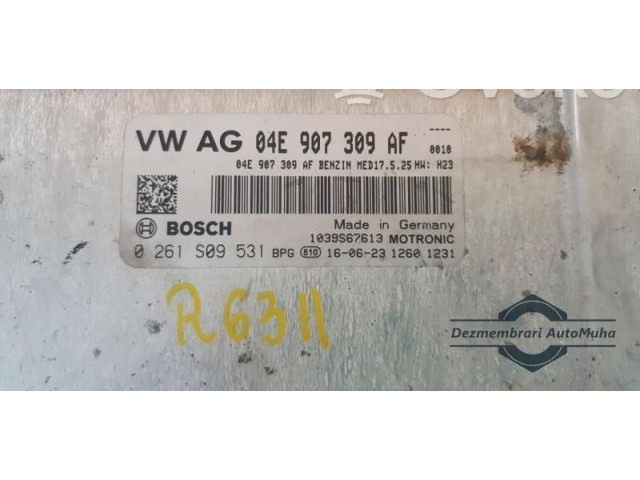 VW AG 04E 907 309 AF ----
0010
04E 907 309 AF BENZIN MED17.5.25 HW: H23
BOSCH
Made in Germany
1039S67613 MOTRONIC
0 261 S09 531 BPG 810 16-06-23 1260 1231
R6311
Dezmembrari AutoMuha